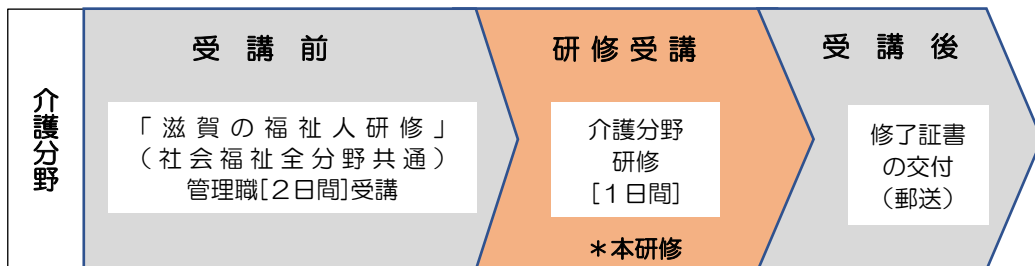 介護分野
受講前
「滋賀の福祉人研修」
（社会福祉全分野共通）
管理職[２日間]受講
研修受講
介護分野
研修
[１日間]
＊本研修
受講後
修了証書
の交付
（郵送）